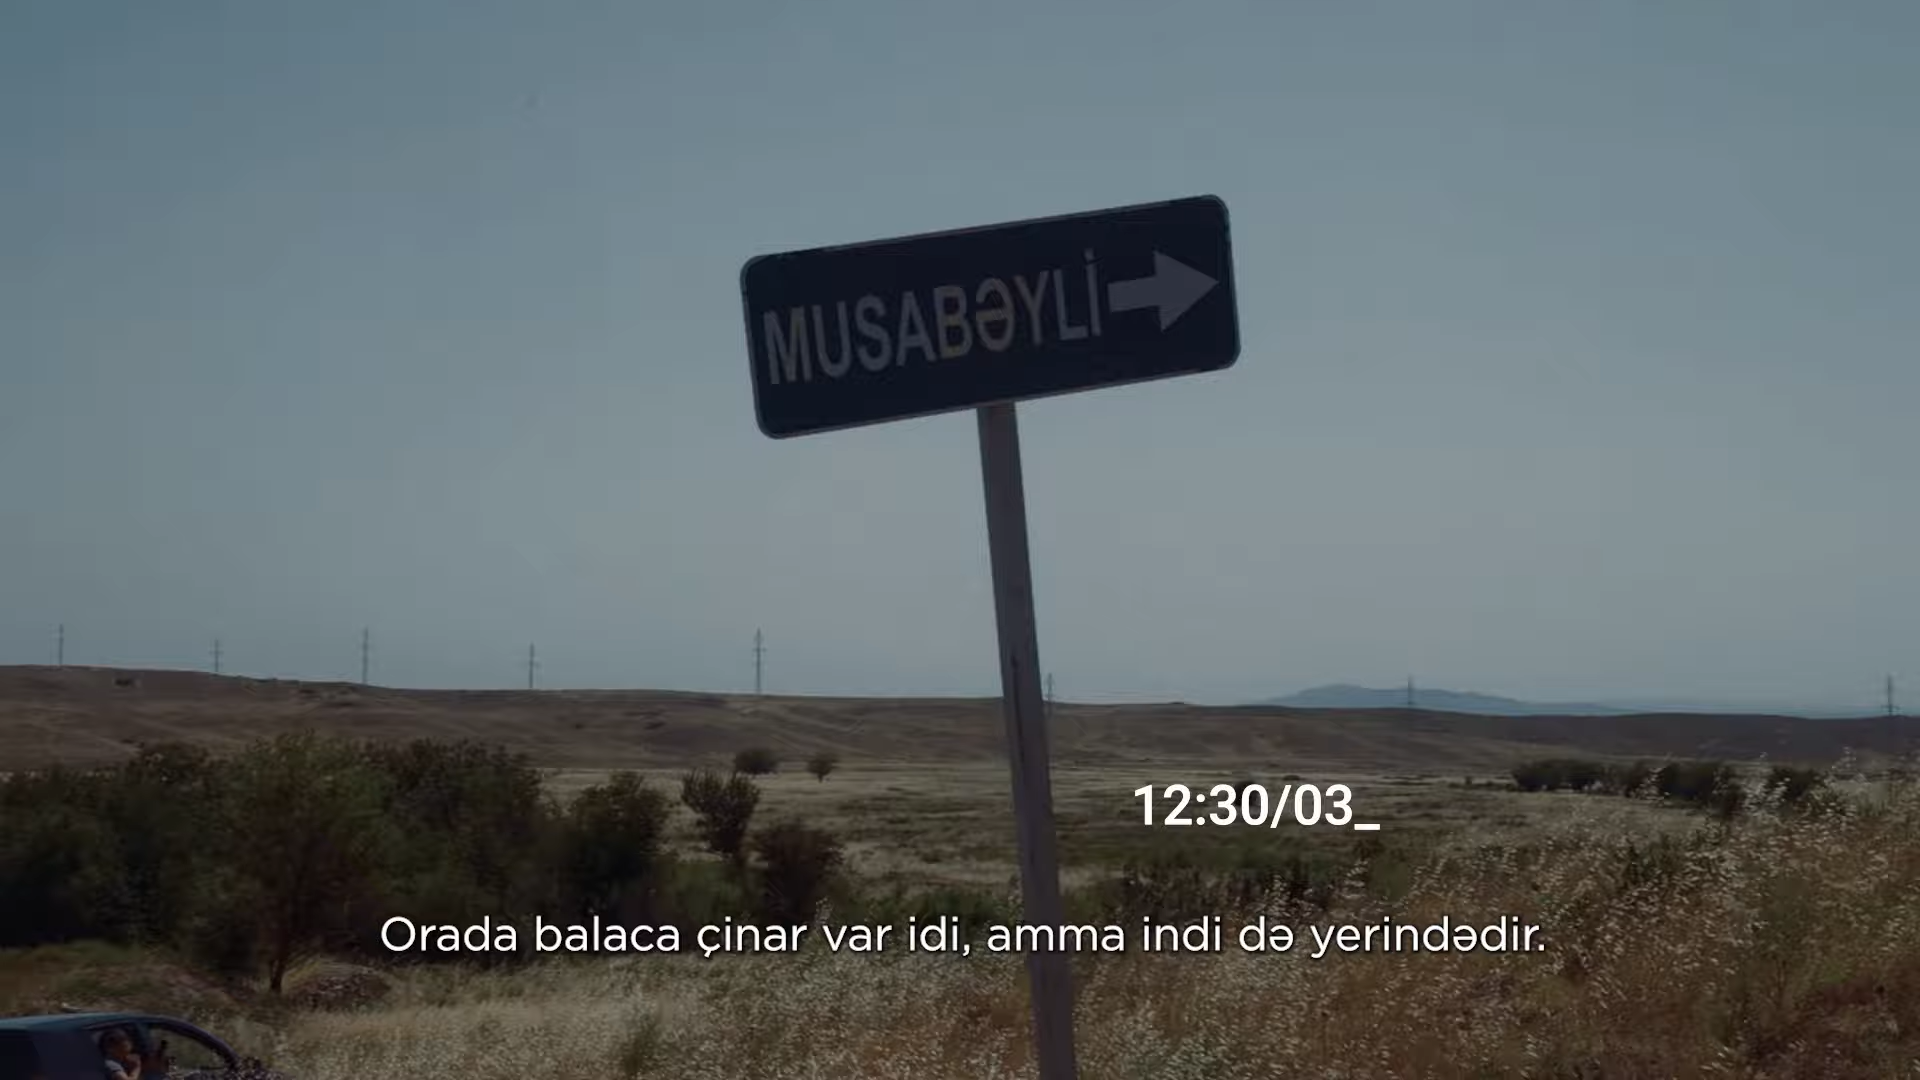 MUSABƏYLİ
12:30/03_
Orada balaca çinar var idi, amma indi də yerindədir.